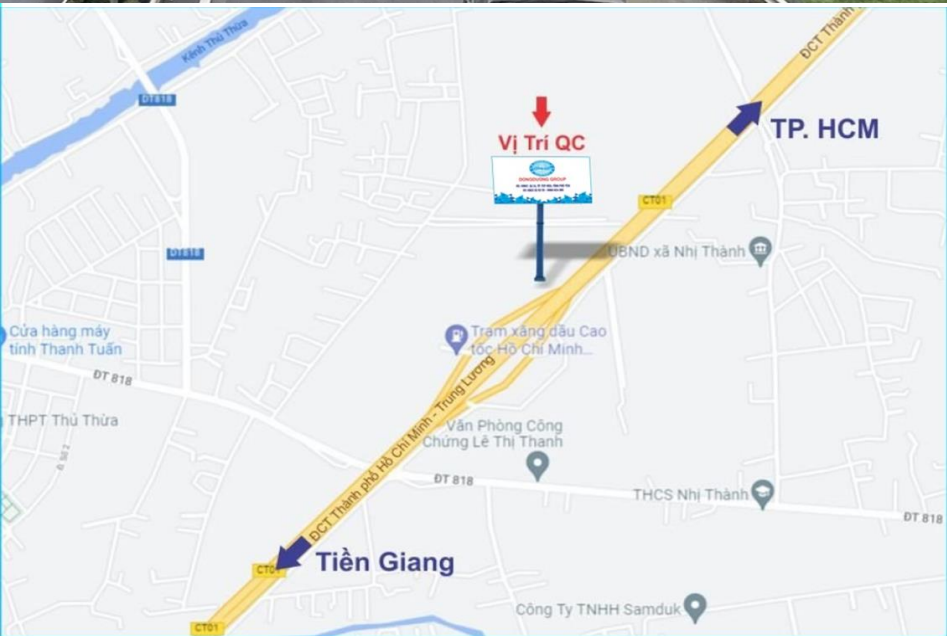 Kênh Thủ Thừa
ĐCT Thành
ĐT818
TP. HCM
Vị Trí QC
DONGDUONG GROUP
CT01
ĐT818
UBND xã Nhị Thành
Cửa hàng máy
tính Thanh Tuấn
Trạm xăng dầu Cao
tốc Hồ Chí Minh...
ĐT 818
THPT Thủ Thừa
ĐCT Thành phố Hồ Chí Minh - Trung Lương
Văn Phòng Công
Chứng Lê Thị Thanh
ĐT 818
THCS Nhị Thành
ĐT 818
Tiền Giang
CT01
Công Ty TNHH Samduk
CT01